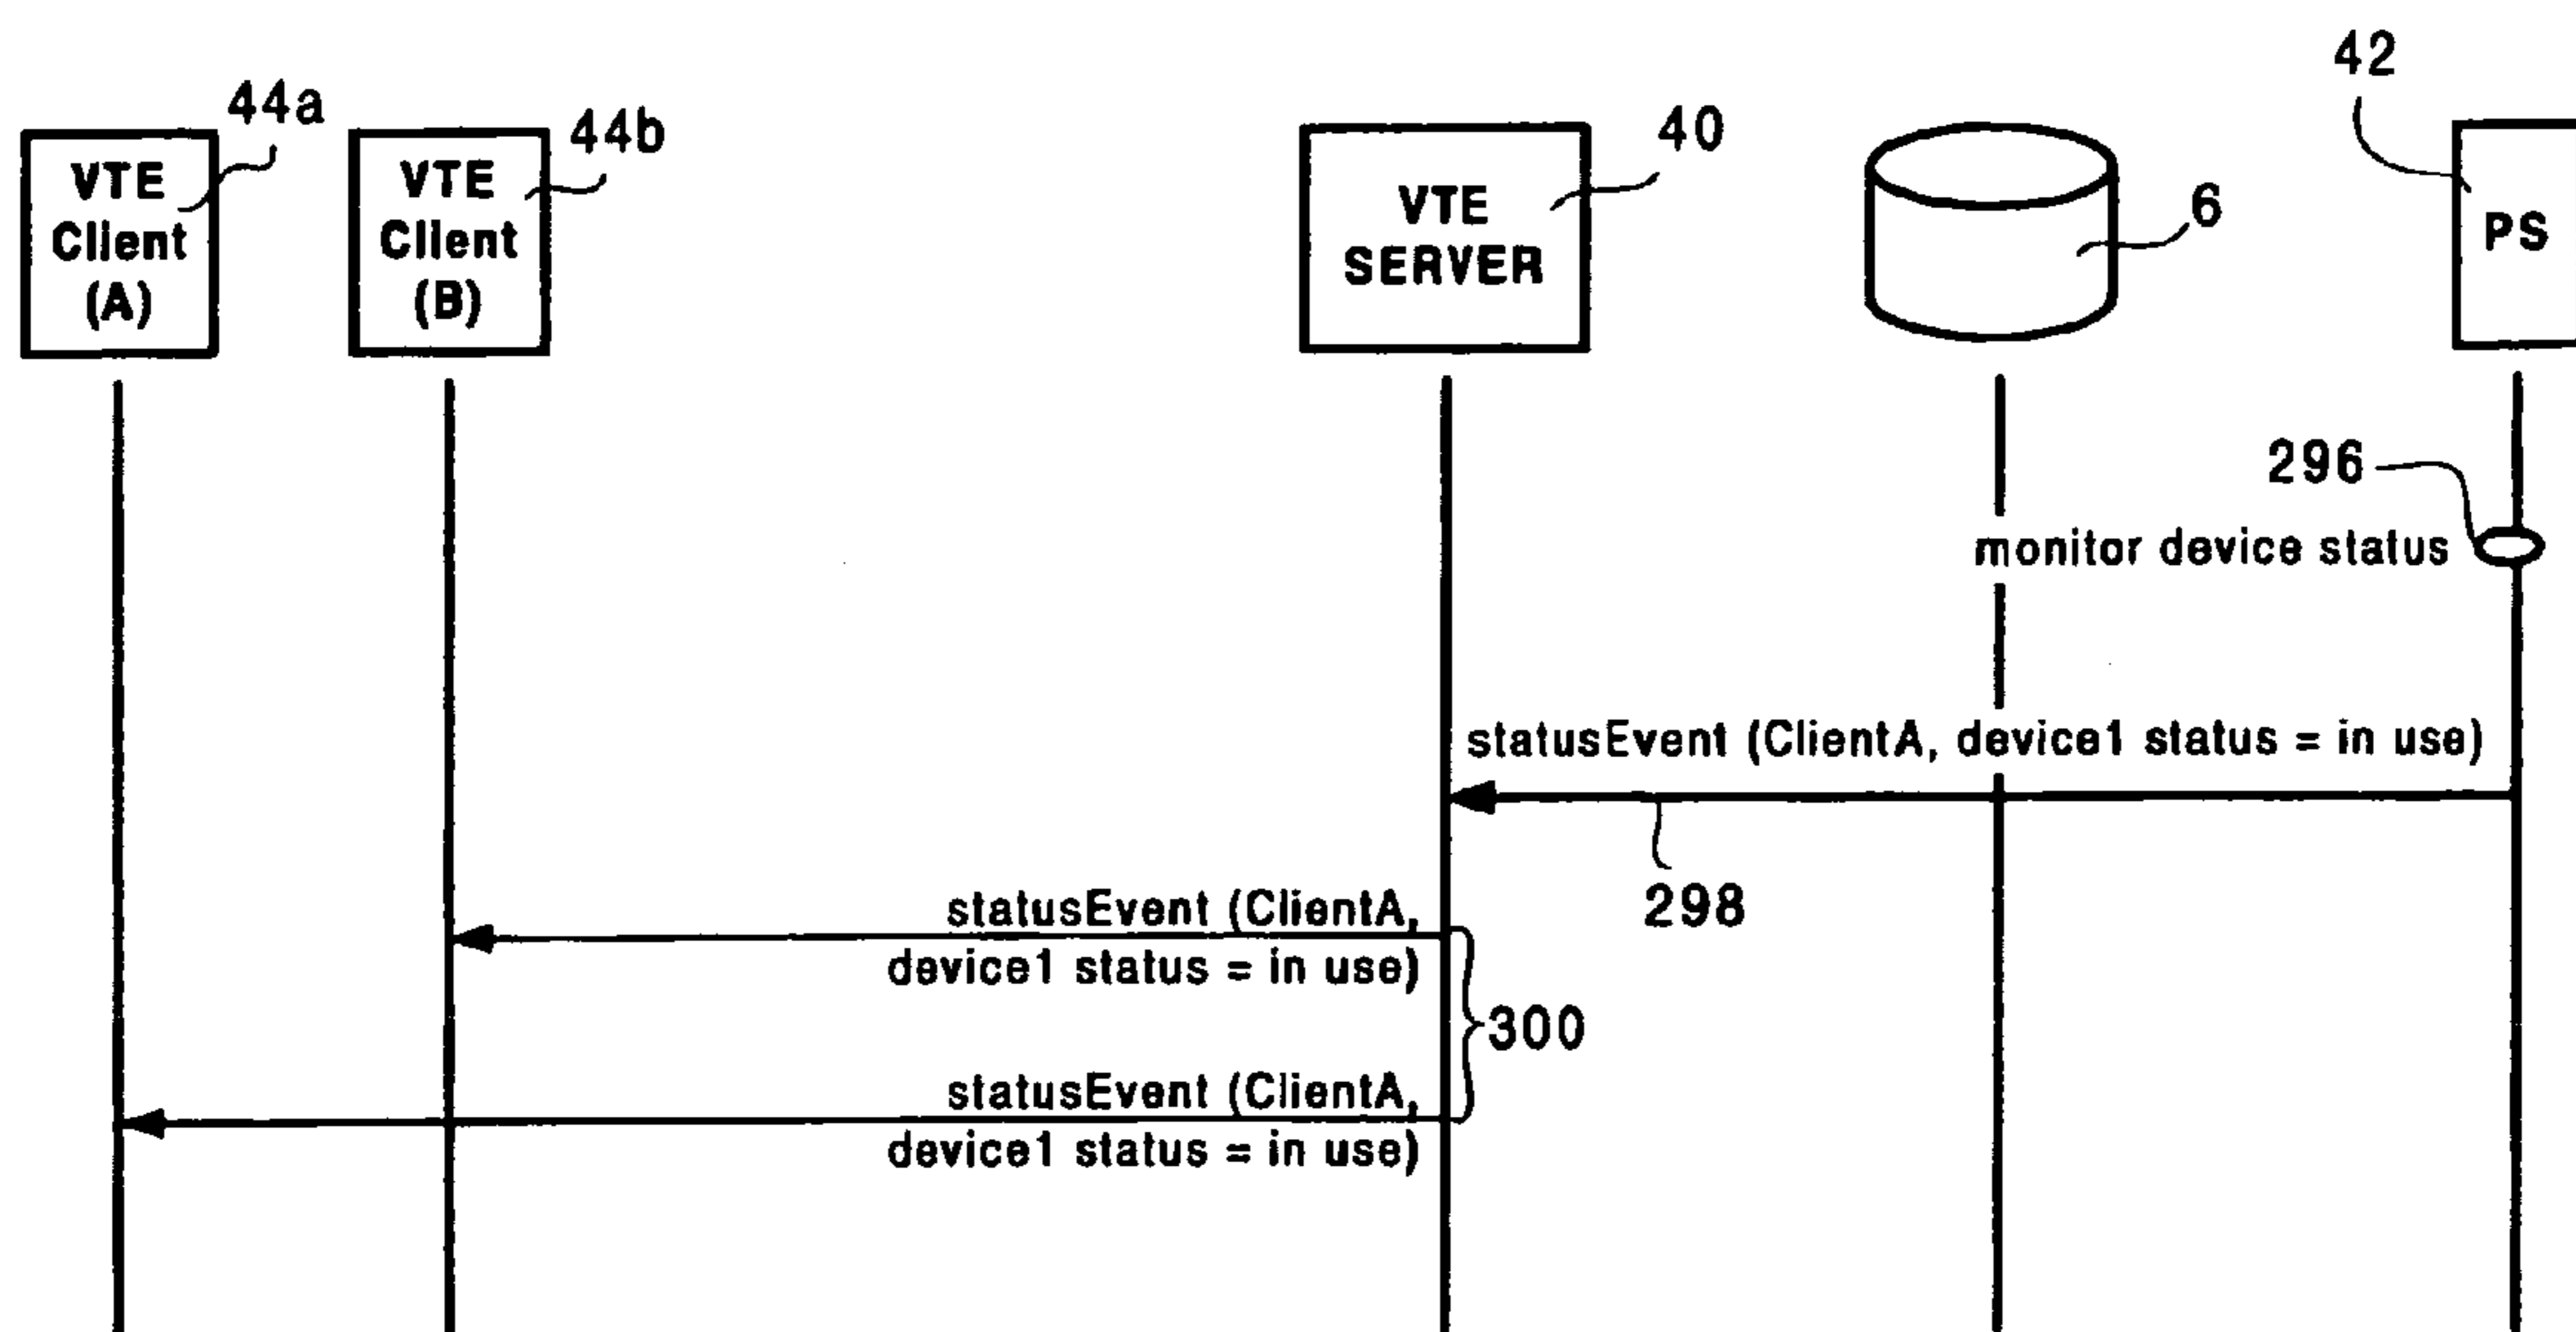 42
44a
44b
40
VTE
Client
(A)
VTE
Client
(B)
VTE
SERVER
6
PS
296
monitor device status
statusEvent (ClientA, device1 status = in use)
298
statusEvent (ClientA,
device1 status = in use)
300
statusEvent (ClientA,
device1 status = in use)